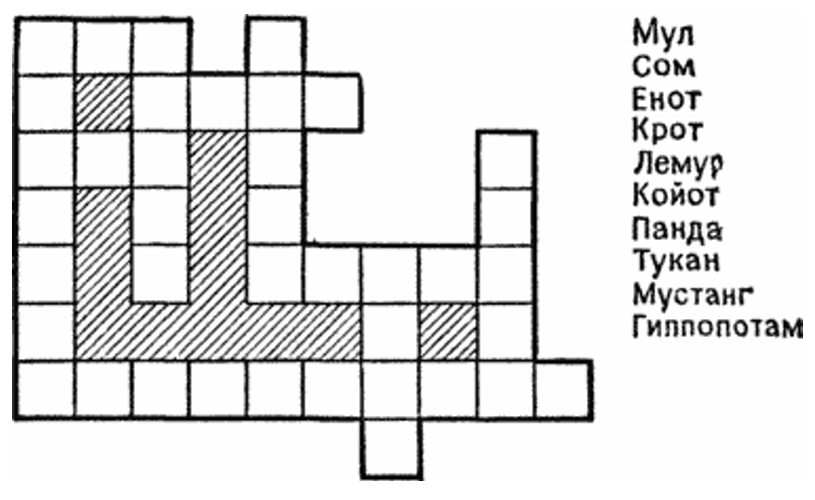 Мул
Сом
Енот
Крот
Лемур
Койот
Панда
Тукан
Мустанг
Гиппопотам